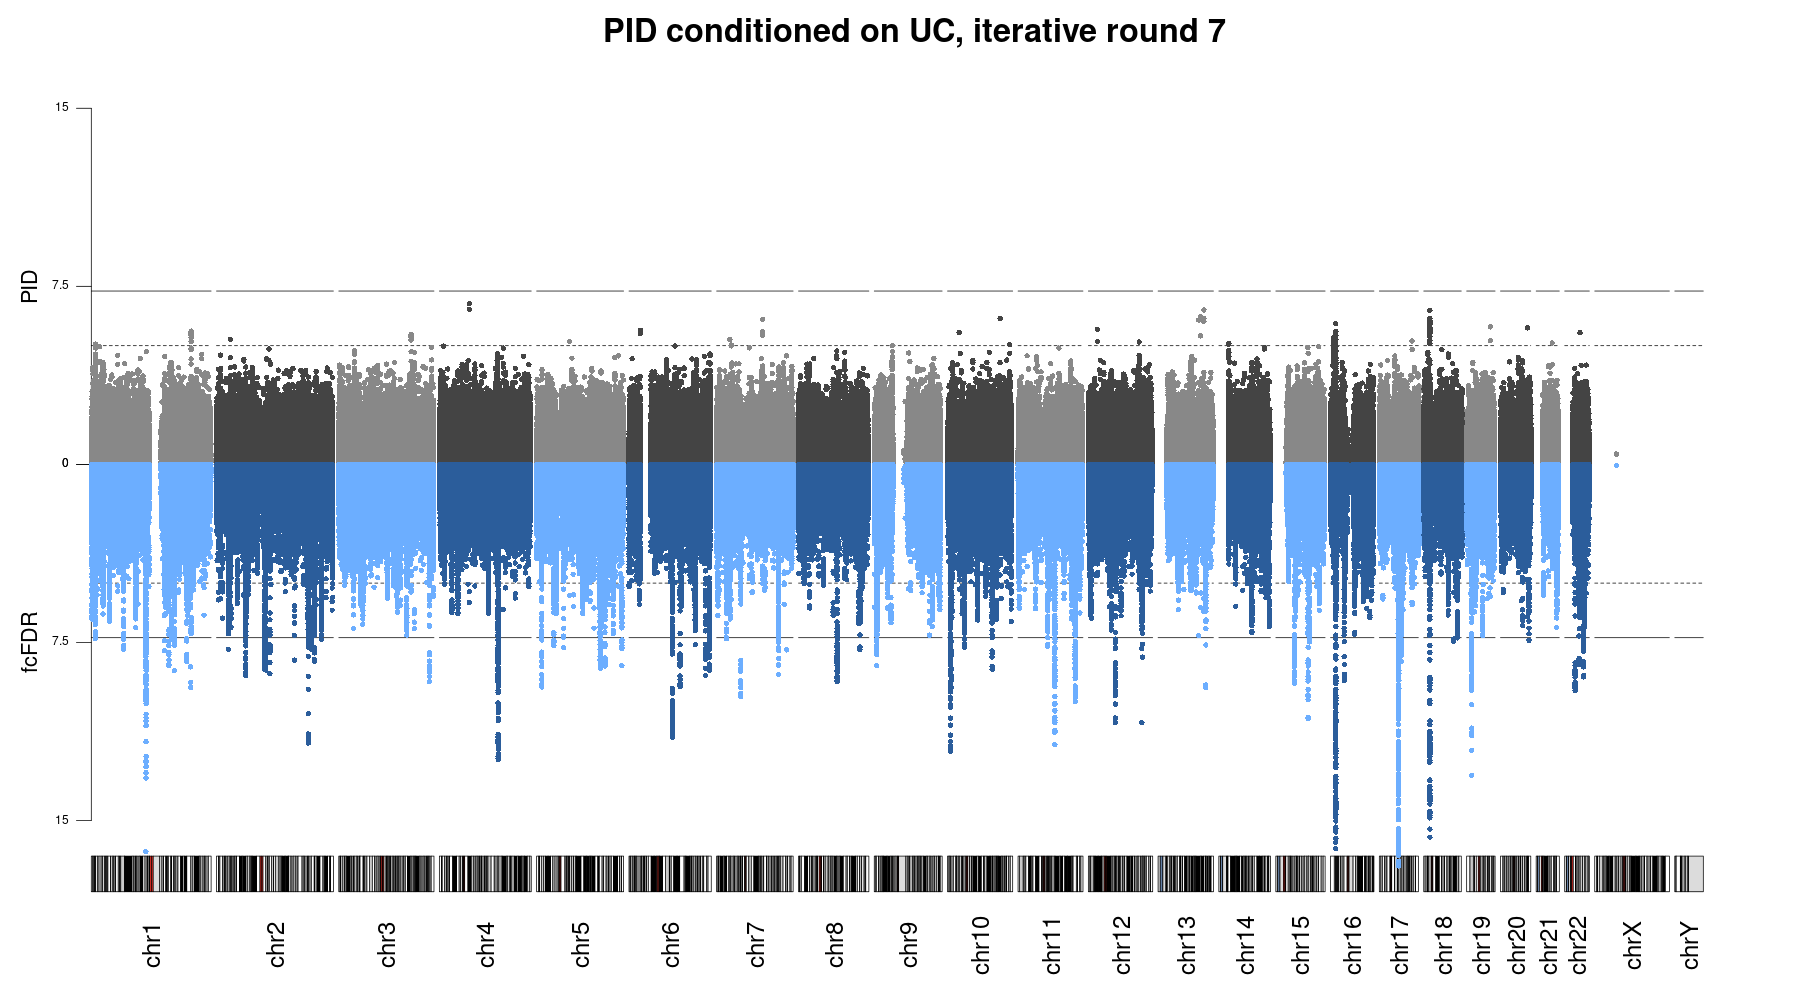 PID conditioned on UC, iterative round 7
15
7.5
0
7.5
15
PID
fcFDR
chr1
chr2
chr3
chr4
chr5
chr6
chr7
chr8
chr9
chr10
chr11
chr12
chr13
chr14
chr15
chr16
chr17
chr18
chr19
chr20
chr21
chr22
chrX
chrY